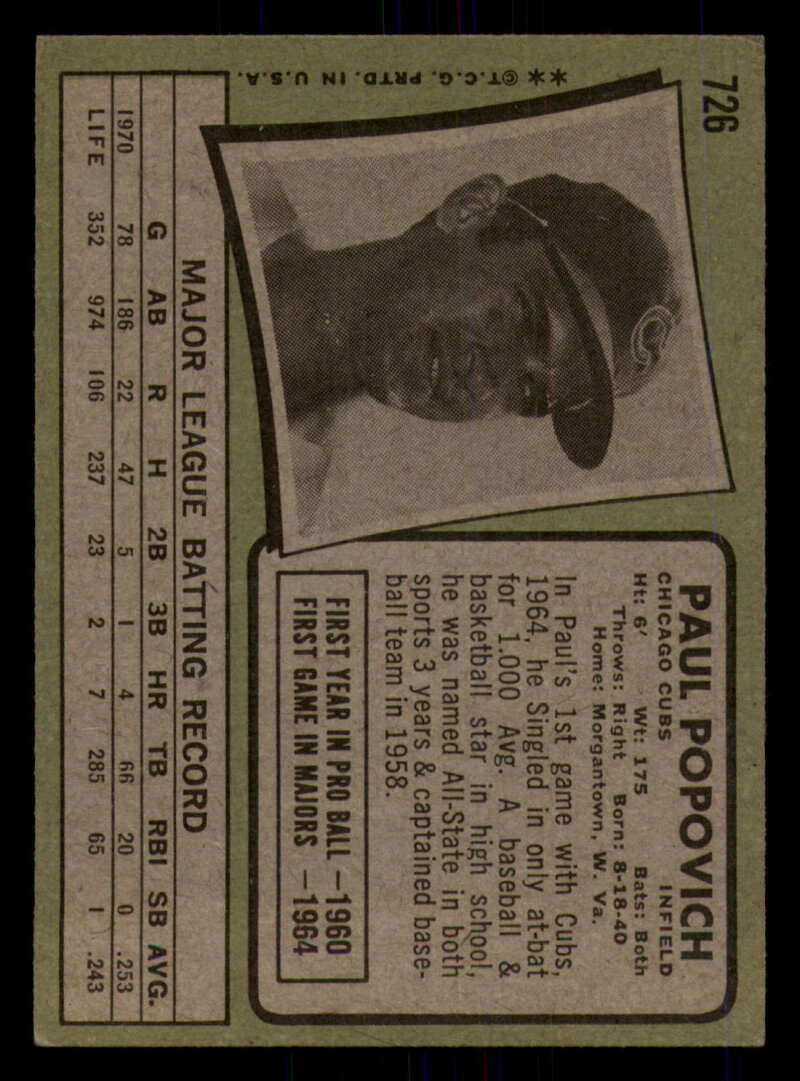 726
PAUL POPOVICH
CHICAGO CUBS INFIELD
Ht: 6' Wt: 175 Bats: Both
Throws: Right Born: 8-18-40
Home: Morgantown, W. Va.
In Paul's 1st game with Cubs,
1964, he Singled in only at-bat
for 1.000 Avg. A baseball &
basketball star in high school,
he was named All-State in both
sports 3 years & captained base-
ball team in 1958.
FIRST YEAR IN PRO BALL —1960
FIRST GAME IN MAJORS —1964
C
**©T.C.G. PRTD. IN U.S.A.
MAJOR LEAGUE BATTING RECORD
G AB R H 2B 3B HR TB RBI SB AVG.
1970 78 186 22 47 5 1 4 66 20 0 .253
LIFE 352 974 106 237 23 2 7 285 65 1 .243